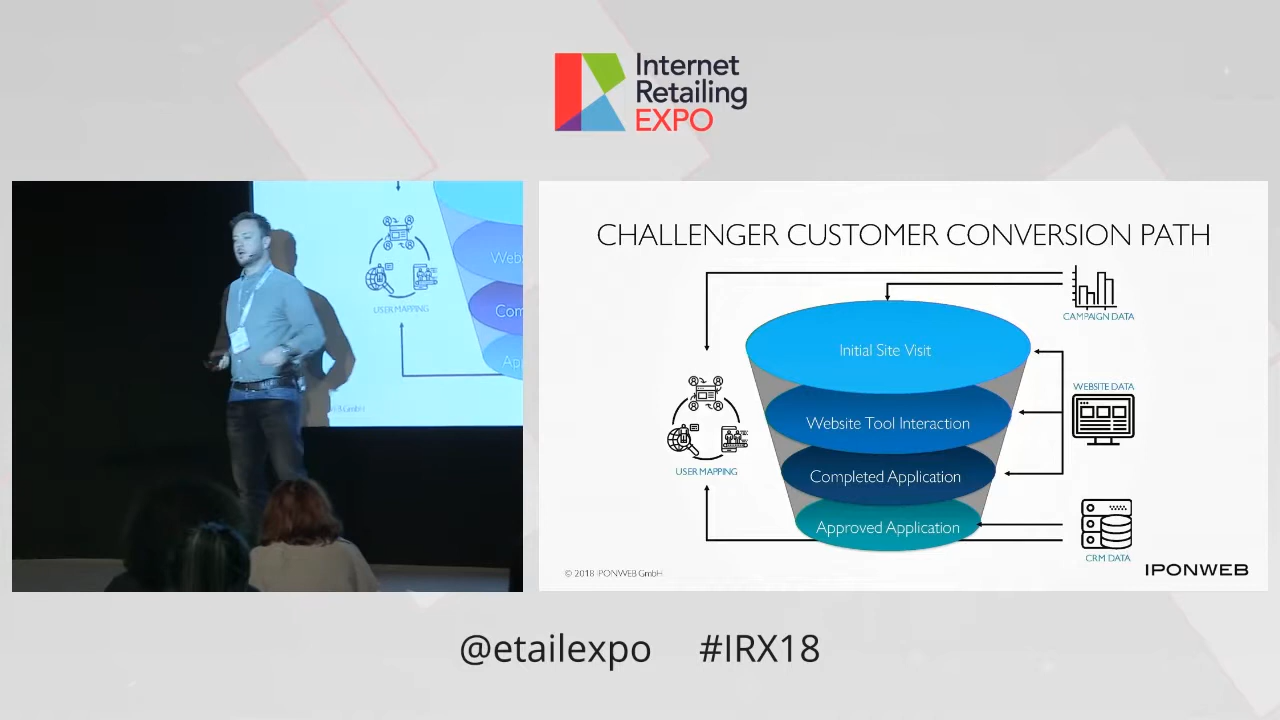 Internet
Retailing
EXPO
USER MAPPING
CHALLENGER CUSTOMER CONVERSION PATH
CAMPAIGN DATA
Initial Site Visit
WEBSITE DATA
Website Tool Interaction
USER MAPPING
Completed Application
Approved Application
CRM DATA
© 2018 IPONWEB GmbH
IPONWEB
@etailexpo #IRX18